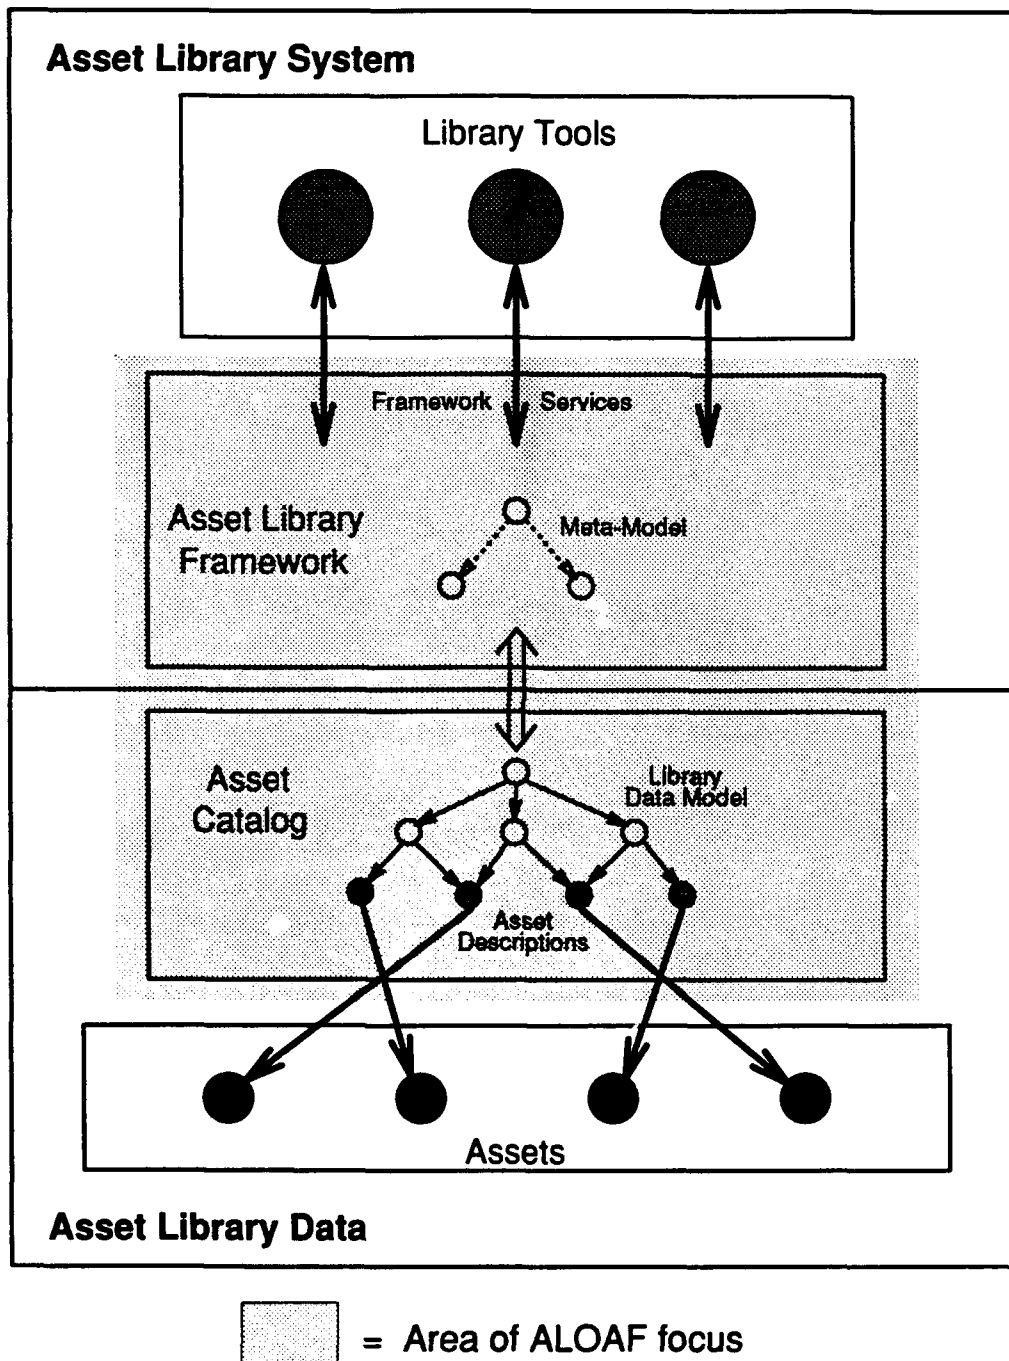 Asset Library System
Library Tools
Framework Services
Asset Library
Framework
Meta-Model
Asset
Catalog
Library
Data Model
Asset
Descriptions
Assets
Asset Library Data
= Area of ALOAF focus